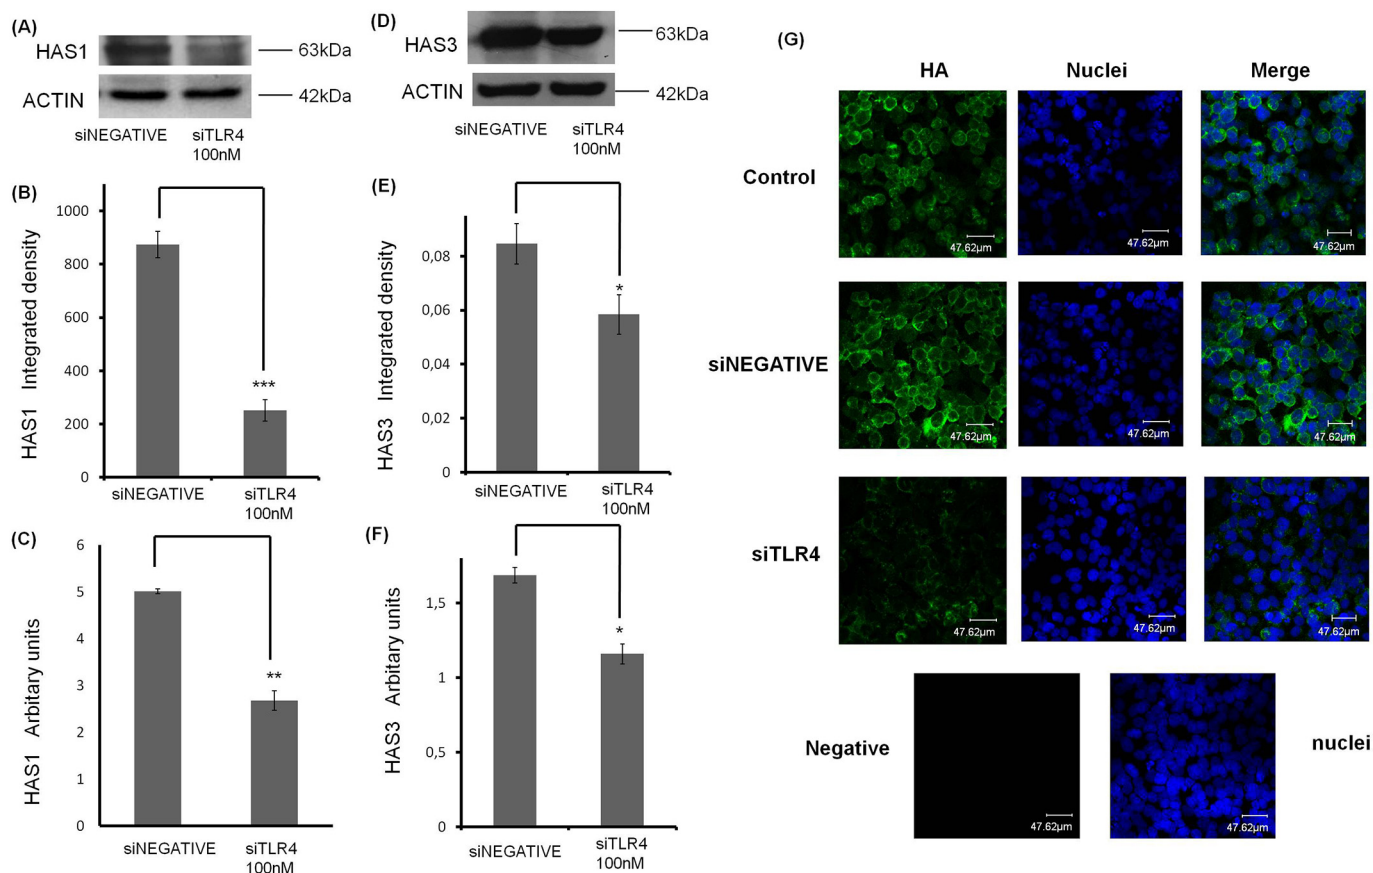 (A)
HAS1
63kDa
ACTIN
42kDa
siNEGATIVE
siTLR4
100nM
(B)
HAS1 Integrated density
1000
800
600
400
200
0
***
siNEGATIVE
siTLR4
100nM
(C)
HAS1 Arbitary units
6
5
4
3
2
1
0
**
siNEGATIVE
siTLR4
100nM
(D)
HAS3
63kDa
ACTIN
42kDa
siNEGATIVE
siTLR4
100nM
(E)
HAS3 Integrated density
0,08
0,06
0,04
0,02
0
*
siNEGATIVE
siTLR4
100nM
(F)
HAS3 Arbitary units
1,5
1
0,5
0
*
siNEGATIVE
siTLR4
100nM
(G)
HA Nuclei Merge
Control
47.62µm 47.62µm 47.62µm
siNEGATIVE
47.62µm 47.62µm 47.62µm
siTLR4
47.62µm 47.62µm 47.62µm
Negative
47.62µm 47.62µm
nuclei